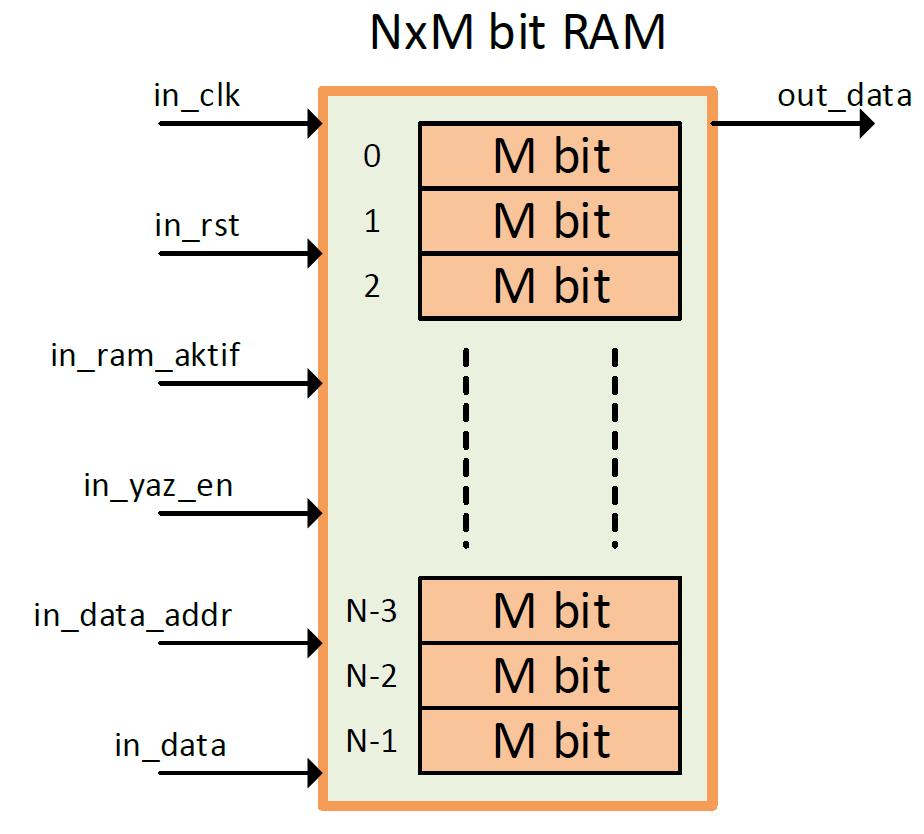 NxM bit RAM
in_clk
out_data
0
M bit
in_rst
1
M bit
2
M bit
in_ram_aktif
in_yaz_en
in_data_addr
N-3
M bit
N-2
M bit
in_data
N-1
M bit